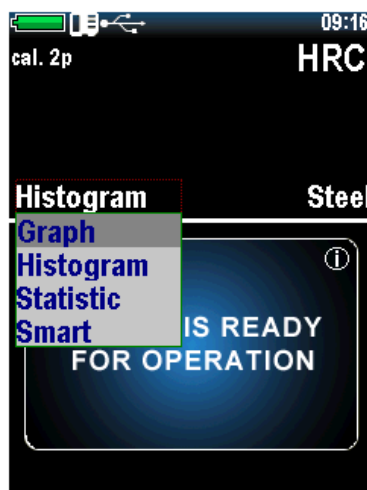 09:16
cal. 2p HRC
Histogram Steel
Graph
Histogram
Statistic
Smart
IS READY
FOR OPERATION